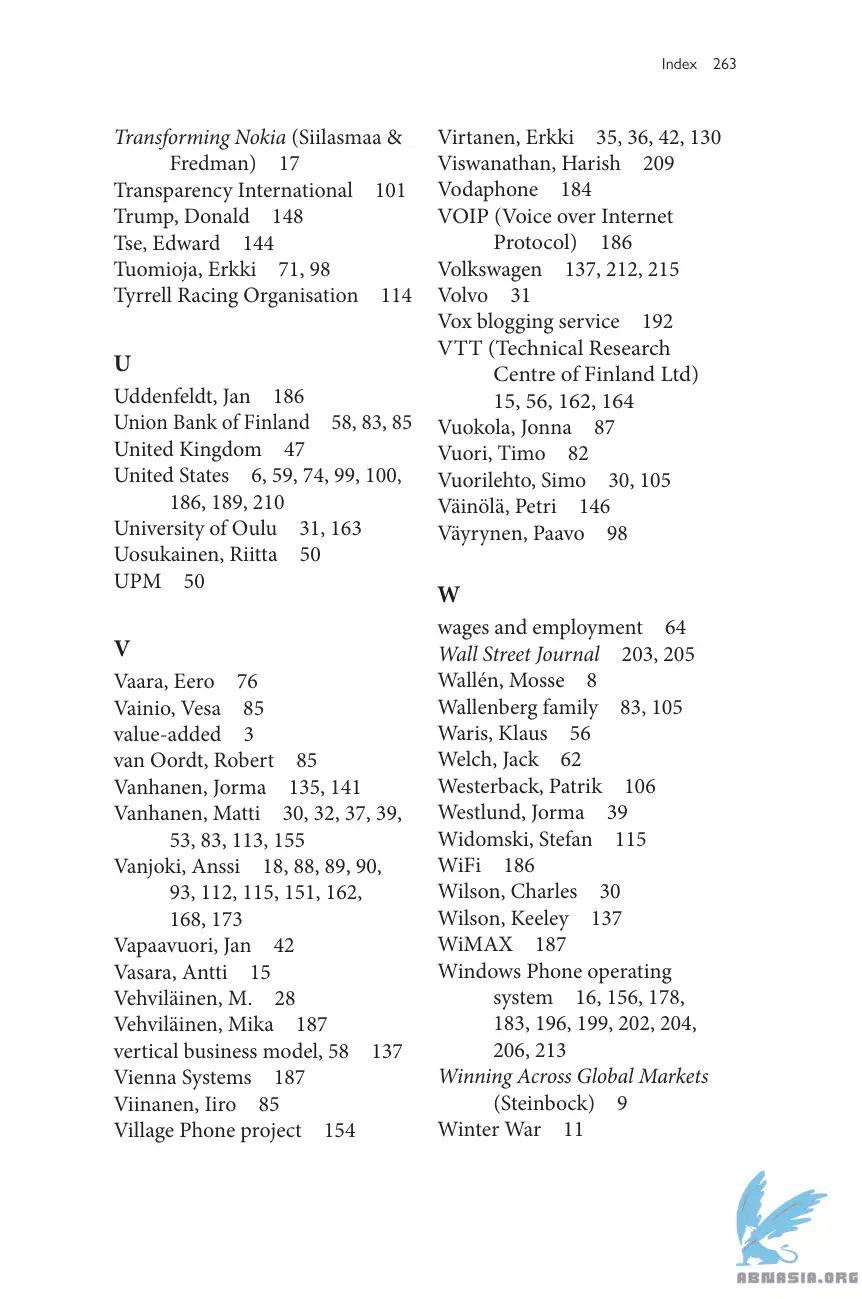 Index 263
Transforming Nokia (Siilasmaa &
Fredman) 17
Transparency International 101
Trump, Donald 148
Tse, Edward 144
Tuomioja, Erkki 71, 98
Tyrrell Racing Organisation 114
U
Uddenfeldt, Jan 186
Union Bank of Finland 58, 83, 85
United Kingdom 47
United States 6, 59, 74, 99, 100,
186, 189, 210
University of Oulu 31, 163
Uosukainen, Riitta 50
UPM 50
V
Vaara, Eero 76
Vainio, Vesa 85
value-added 3
van Oordt, Robert 85
Vanhanen, Jorma 135, 141
Vanhanen, Matti 30, 32, 37, 39,
53, 83, 113, 155
Vanjoki, Anssi 18, 88, 89, 90,
93, 112, 115, 151, 162,
168, 173
Vapaavuori, Jan 42
Vasara, Antti 15
Vehviläinen, M. 28
Vehviläinen, Mika 187
vertical business model, 58 137
Vienna Systems 187
Viinanen, Iiro 85
Village Phone project 154
Virtanen, Erkki 35, 36, 42, 130
Viswanathan, Harish 209
Vodaphone 184
VOIP (Voice over Internet
Protocol) 186
Volkswagen 137, 212, 215
Volvo 31
Vox blogging service 192
VTT (Technical Research
Centre of Finland Ltd)
15, 56, 162, 164
Vuokola, Jonna 87
Vuori, Timo 82
Vuorilehto, Simo 30, 105
Väinölä, Petri 146
Väyrynen, Paavo 98
W
wages and employment 64
Wall Street Journal 203, 205
Wallén, Mosse 8
Wallenberg family 83, 105
Waris, Klaus 56
Welch, Jack 62
Westerback, Patrik 106
Westlund, Jorma 39
Widomski, Stefan 115
WiFi 186
Wilson, Charles 30
Wilson, Keeley 137
WiMAX 187
Windows Phone operating
system 16, 156, 178,
183, 196, 199, 202, 204,
206, 213
Winning Across Global Markets
(Steinbock) 9
Winter War 11
ABNASIA.ORG